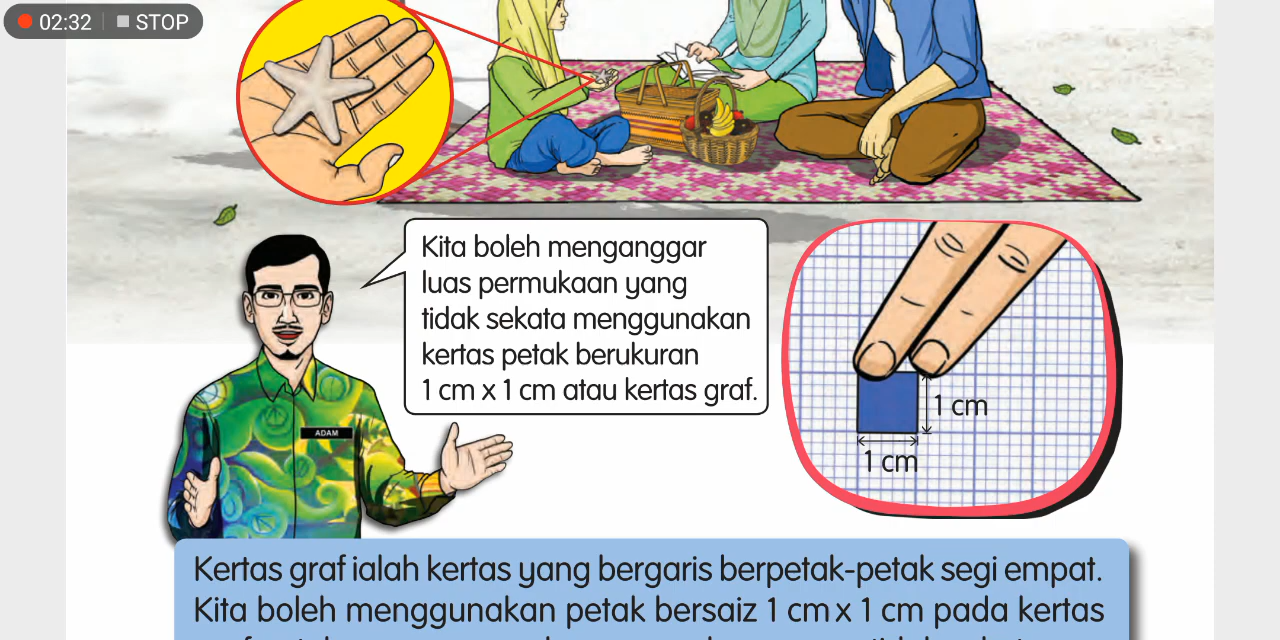 02:32 STOP
Kita boleh menganggar
luas permukaan yang
tidak sekata menggunakan
kertas petak berukuran
1 cm x 1 cm atau kertas graf.
1 cm
1 cm
ADAM
Kertas graf ialah kertas yang bergaris berpetak-petak segi empat.
Kita boleh menggunakan petak bersaiz 1 cm x 1 cm pada kertas